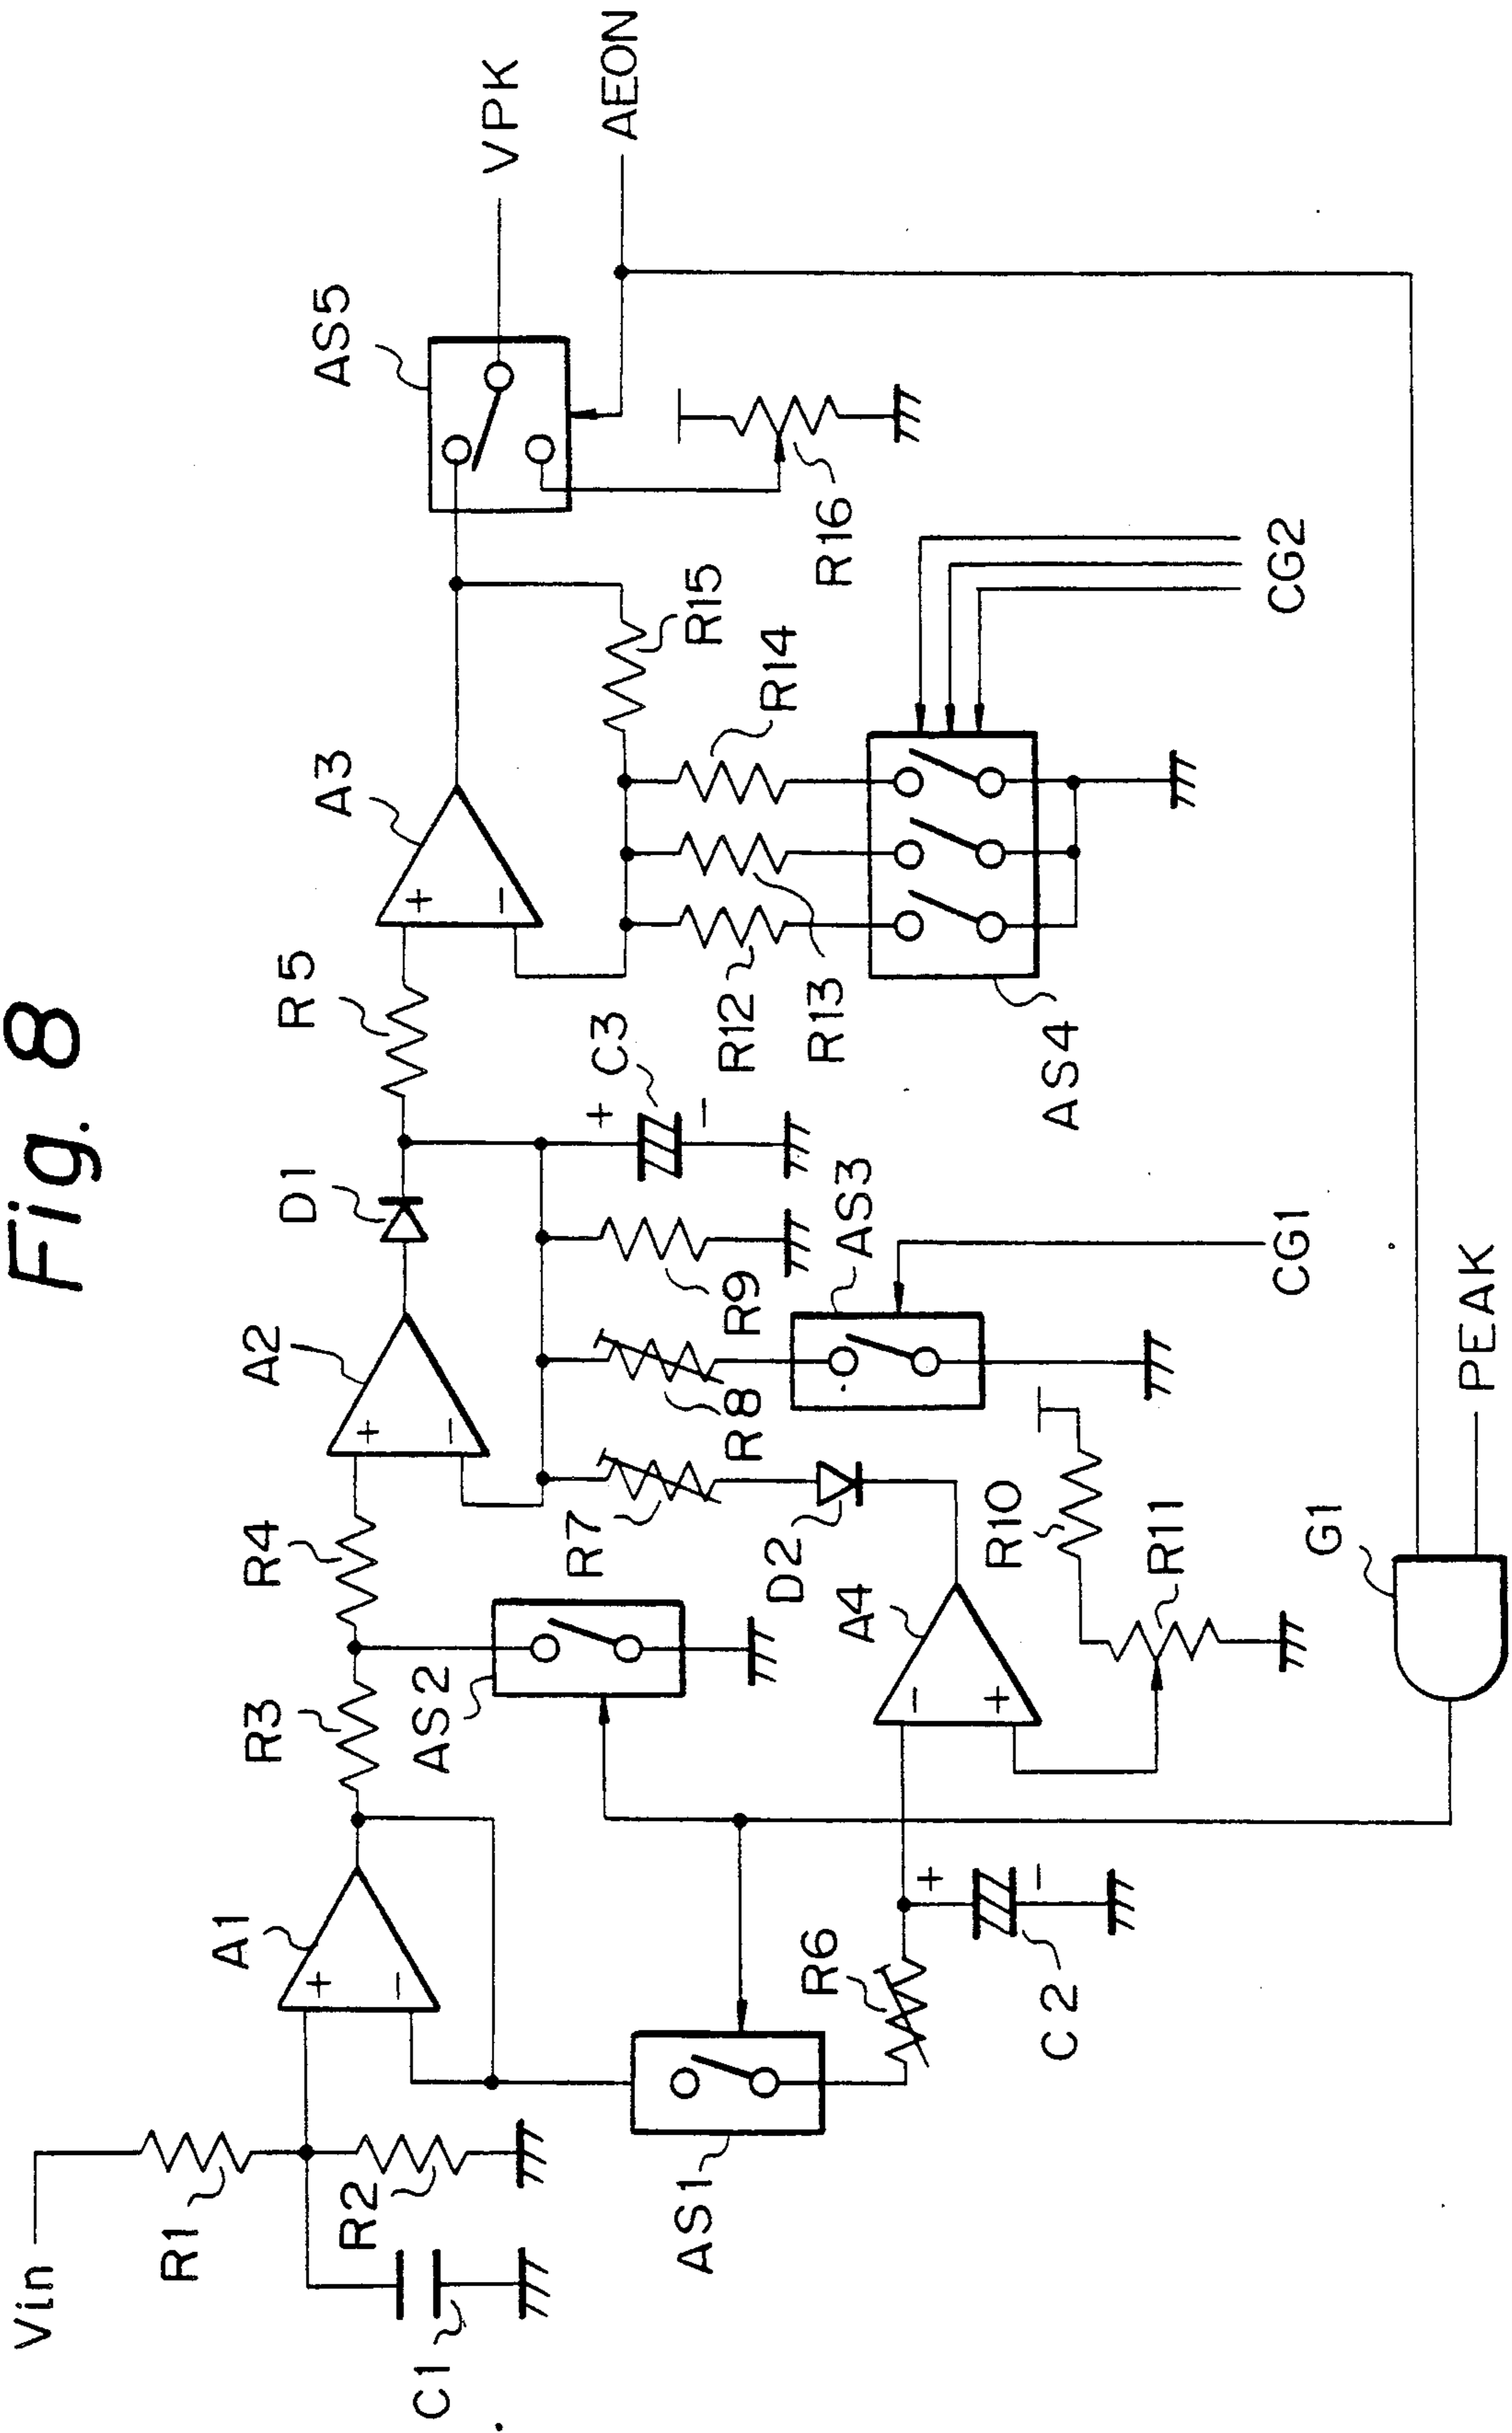 Fig. 8
Vin
R1
C1
R2
A1
+
−
R3
R4
A2
+
−
D1
R5
A3
+
−
AS5
VPK
AEON
AS1
AS2
R6
C2
+
−
A4
−
+
R7
D2
R8
R9
C3
+
−
AS3
CG1
R10
R11
R12
R13
R14
R15
R16
AS4
CG2
G1
PEAK